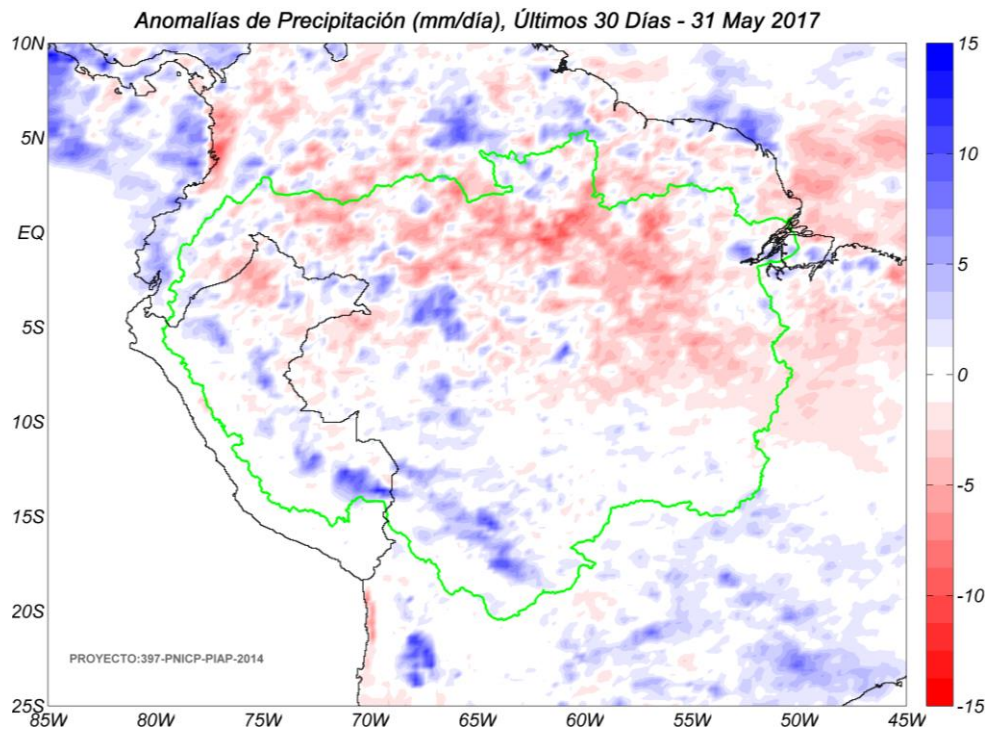 Anomalías de Precipitación (mm/día), Últimos 30 Días - 31 May 2017
10N
5N
EQ
5S
10S
15S
20S
25S
85W 80W 75W 70W 65W 60W 55W 50W 45W
15
10
5
0
-5
-10
-15
PROYECTO:397-PNICP-PIAP-2014